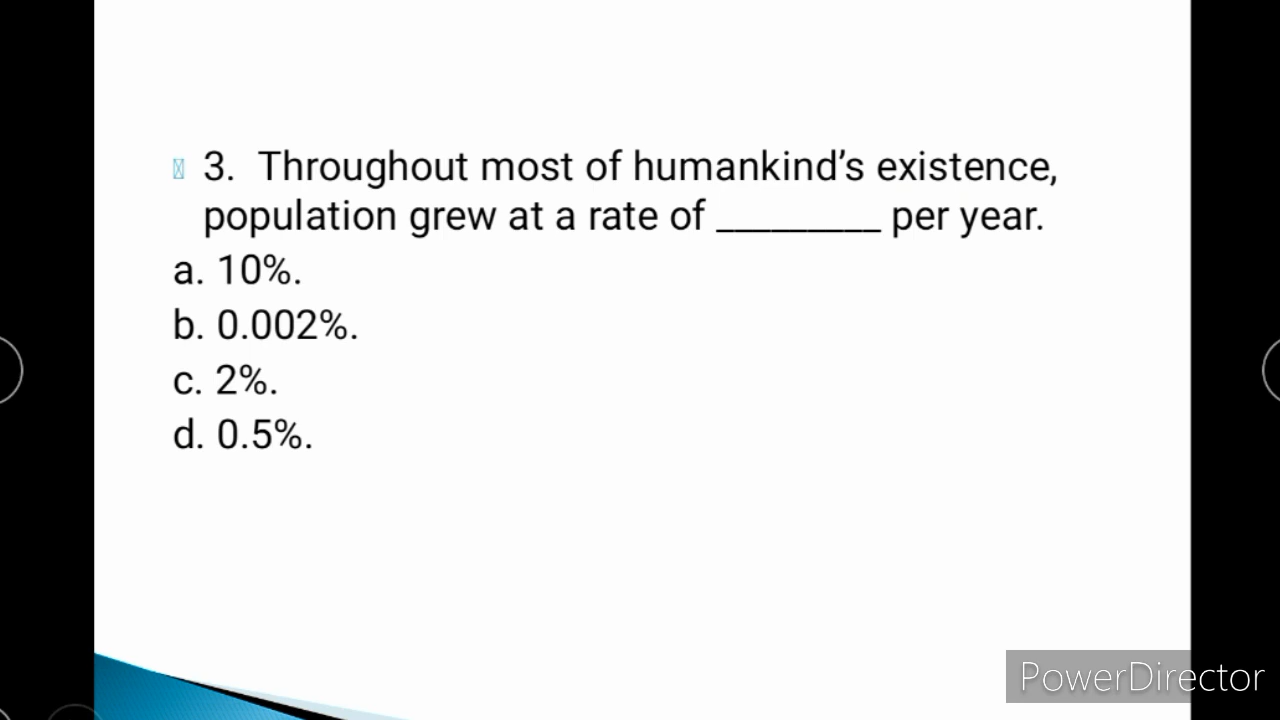 3. Throughout most of humankind’s existence,
population grew at a rate of _________ per year.
a. 10%.
b. 0.002%.
c. 2%.
d. 0.5%.
PowerDirector